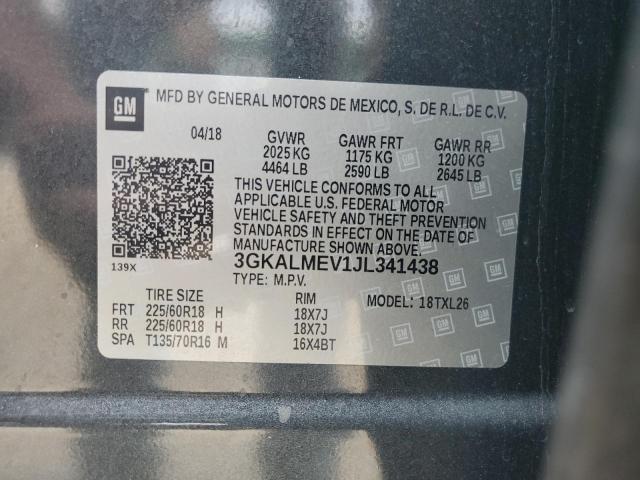 GM MFD BY GENERAL MOTORS DE MEXICO, S. DE R.L. DE C.V.
04/18 GVWR GAWR FRT GAWR RR
2025 KG 1175 KG 1200 KG
4464 LB 2590 LB 2645 LB
THIS VEHICLE CONFORMS TO ALL
APPLICABLE U.S. FEDERAL MOTOR
VEHICLE SAFETY AND THEFT PREVENTION
STANDARDS IN EFFECT ON THE DATE OF
MANUFACTURE SHOWN ABOVE.
139X 3GKALMEV1JL341438
TYPE: M.P.V.
TIRE SIZE RIM MODEL: 18TXL26
FRT 225/60R18 H 18X7J
RR 225/60R18 H 18X7J
SPA T135/70R16 M 16X4BT